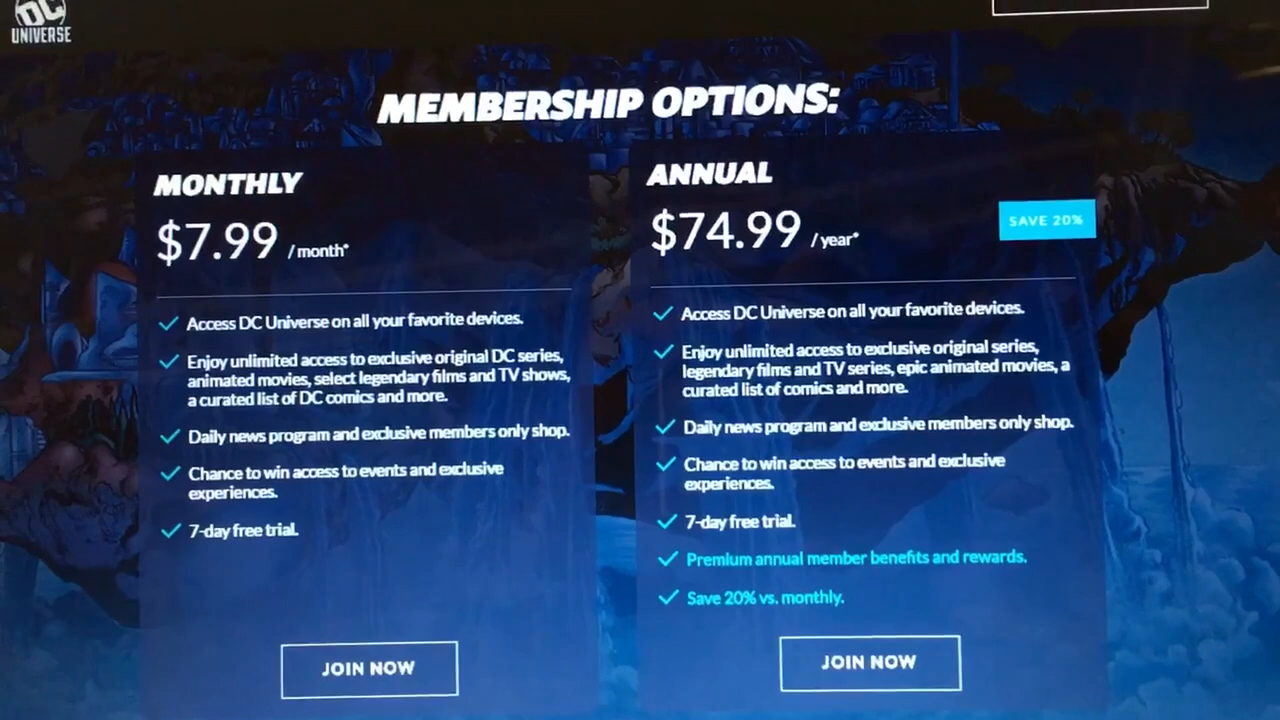 DC
UNIVERSE
MEMBERSHIP OPTIONS:
MONTHLY
$7.99 / month*
Access DC Universe on all your favorite devices.
Enjoy unlimited access to exclusive original DC series,
animated movies, select legendary films and TV shows,
a curated list of DC comics and more.
Daily news program and exclusive members only shop.
Chance to win access to events and exclusive
experiences.
7-day free trial.
JOIN NOW
ANNUAL
$74.99 / year*
SAVE 20%
Access DC Universe on all your favorite devices.
Enjoy unlimited access to exclusive original series,
legendary films and TV series, epic animated movies, a
curated list of comics and more.
Daily news program and exclusive members only shop.
Chance to win access to events and exclusive
experiences.
7-day free trial.
Premium annual member benefits and rewards.
Save 20% vs. monthly.
JOIN NOW